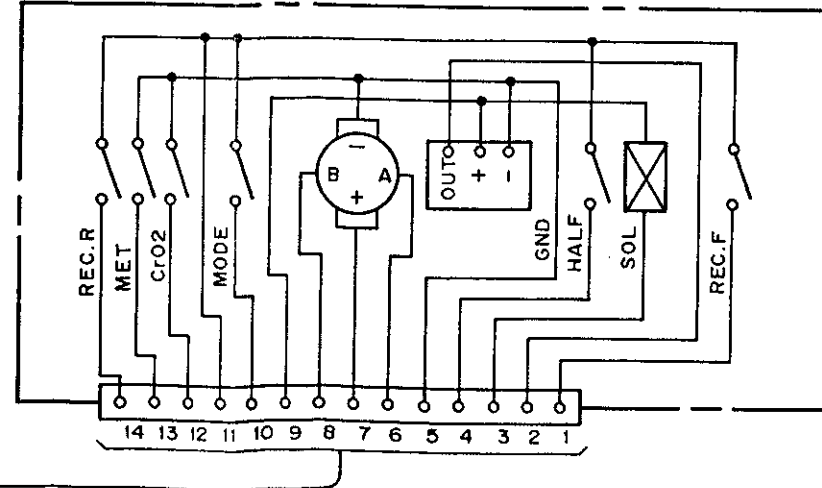 REC.R
MET
CrO2
MODE
B
−
+
A
OUT
+
−
GND
HALF
SOL
REC.F
14 13 12 11 10 9 8 7 6 5 4 3 2 1